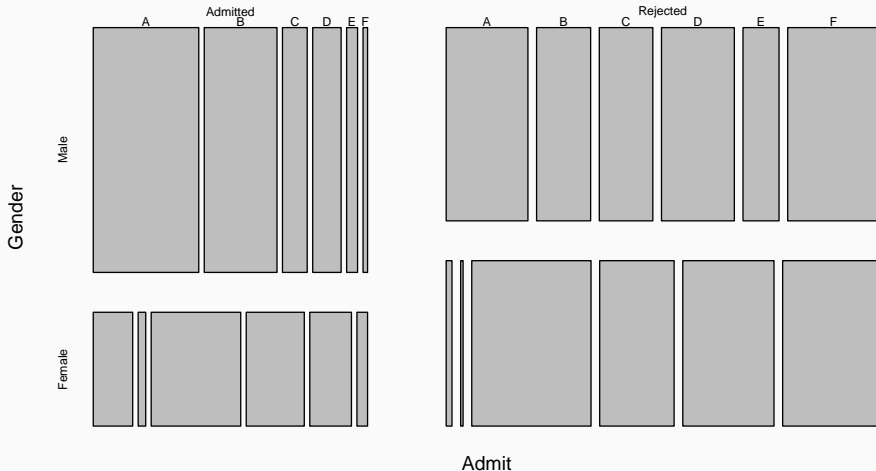 Admitted
Rejected
A B C D E F
A B C D E F
Gender
Male
Female
Admit